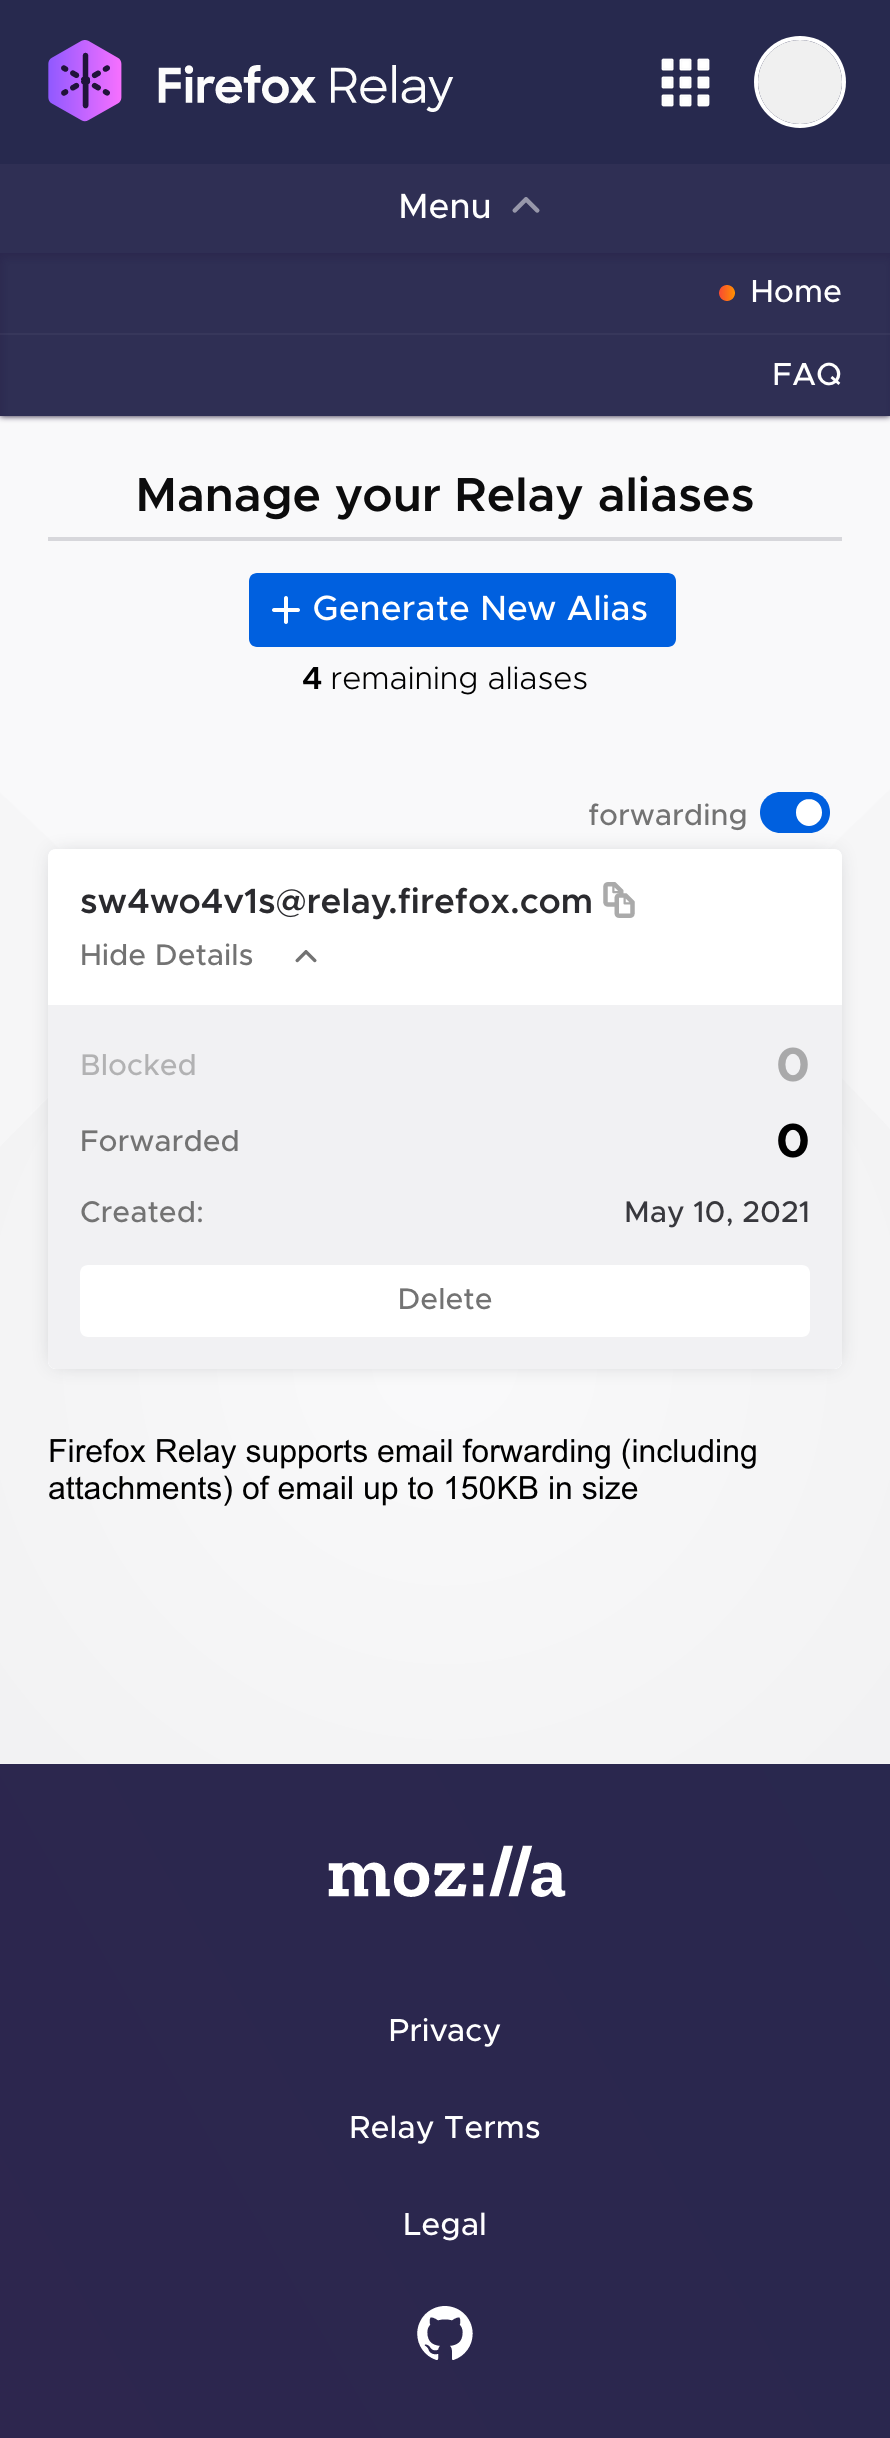 Firefox Relay
Menu
Home
FAQ
Manage your Relay aliases
Generate New Alias
4 remaining aliases
forwarding
sw4wo4v1s@relay.firefox.com
Hide Details
Blocked 0
Forwarded 0
Created: May 10, 2021
Delete
Firefox Relay supports email forwarding (including
attachments) of email up to 150KB in size
moz://a
Privacy
Relay Terms
Legal